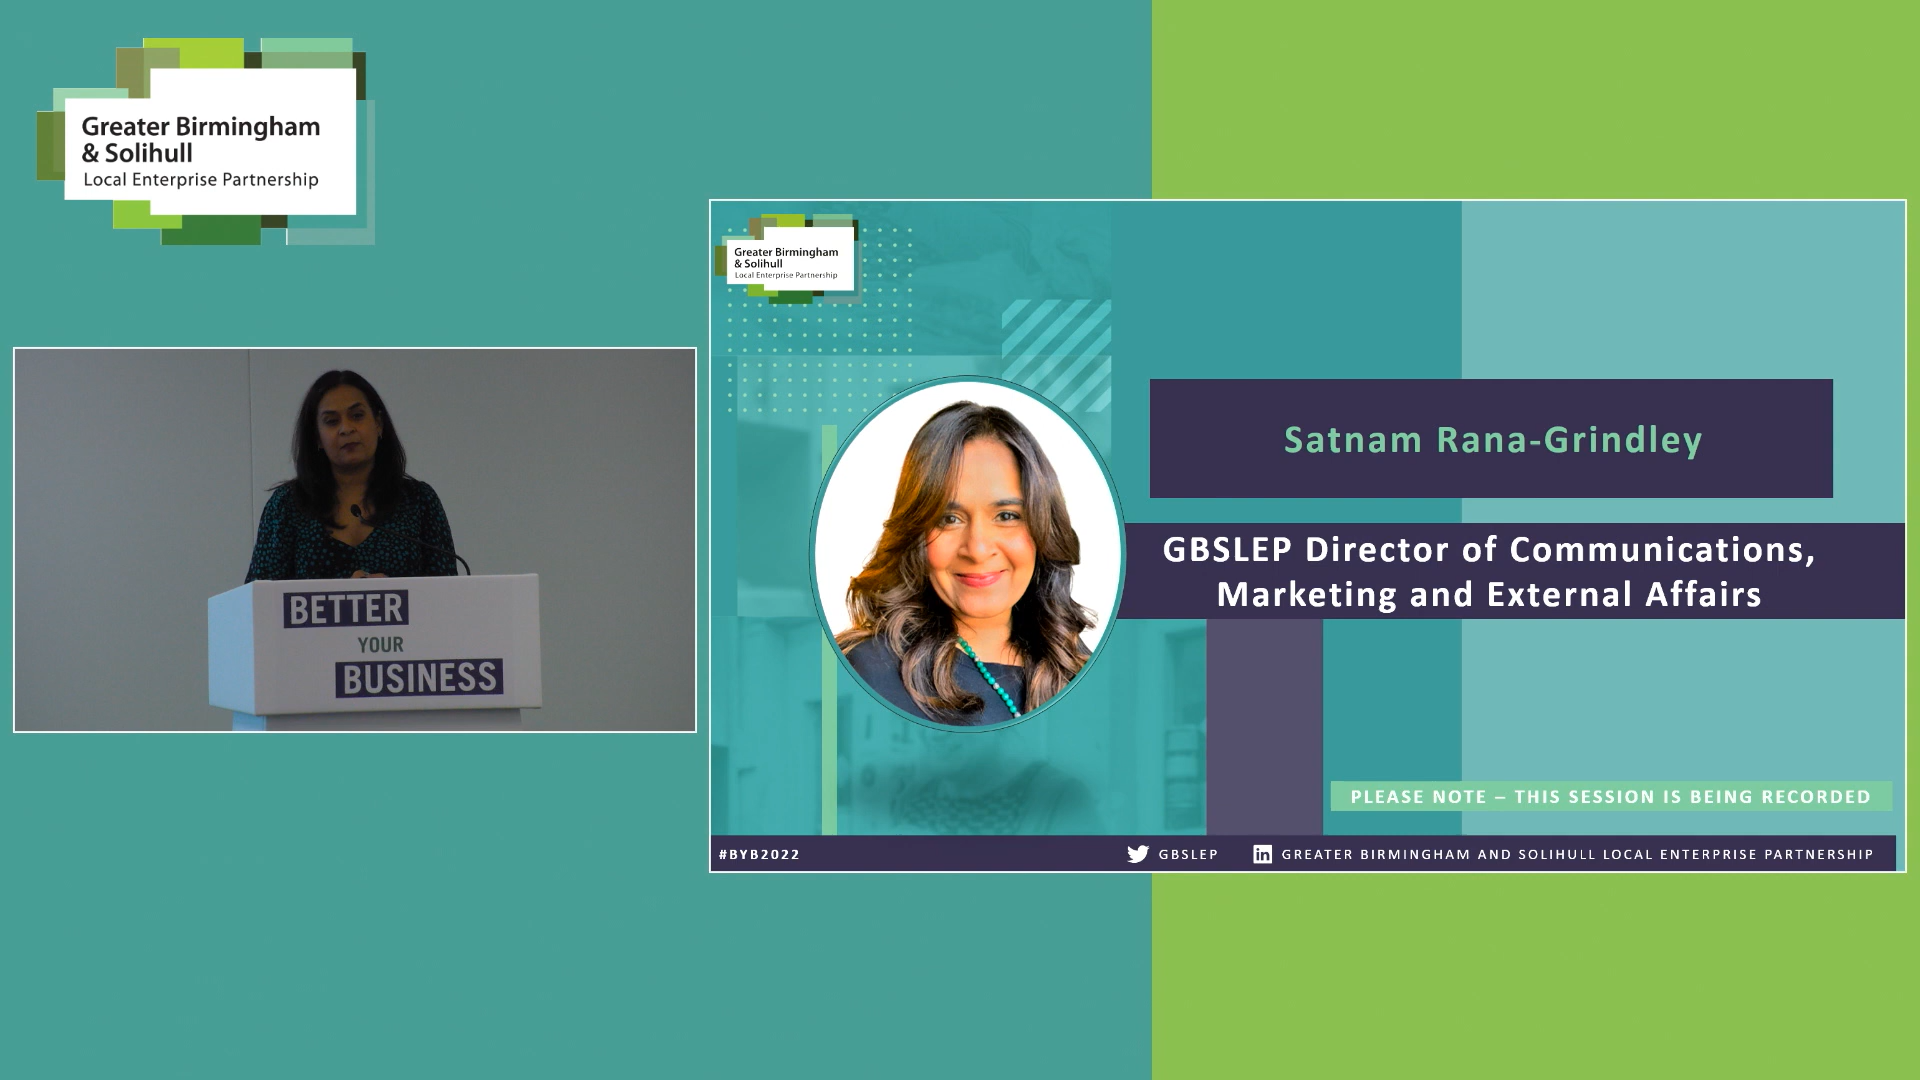 Greater Birmingham
& Solihull
Local Enterprise Partnership
BETTER
YOUR
BUSINESS
Greater Birmingham
& Solihull
Local Enterprise Partnership
Satnam Rana-Grindley
GBSLEP Director of Communications,
Marketing and External Affairs
PLEASE NOTE – THIS SESSION IS BEING RECORDED
#BYB2022
GBSLEP
in
GREATER BIRMINGHAM AND SOLIHULL LOCAL ENTERPRISE PARTNERSHIP